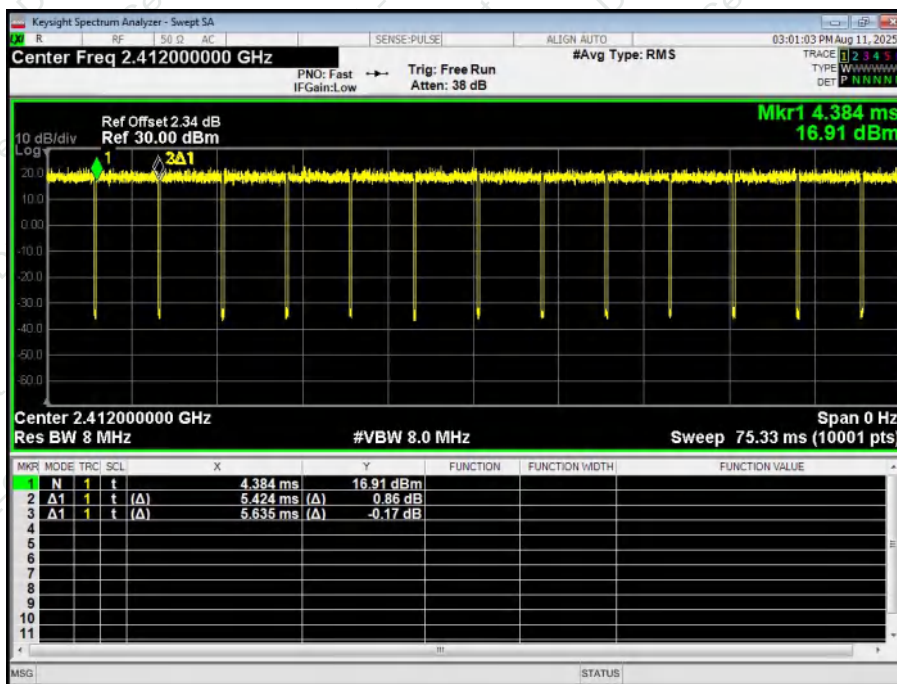 Keysight Spectrum Analyzer - Swept SA
LXI R RF 50 Ω AC SENSE:PULSE ALIGN AUTO 03:01:03 PM Aug 11, 2025
Center Freq 2.412000000 GHz #Avg Type: RMS TRACE 1 2 3 4 5
PNO: Fast Trig: Free Run TYPE
IFGain:Low Atten: 38 dB DET P N N N N
Mkr1 4.384 ms
Ref Offset 2.34 dB
10 dB/div Ref 30.00 dBm 16.91 dBm
Log
1 3Δ1
20.0
10.0
0.00
-10.0
-20.0
-30.0
-40.0
-50.0
-60.0
Center 2.412000000 GHz Span 0 Hz
Res BW 8 MHz #VBW 8.0 MHz Sweep 75.33 ms (10001 pts)
MKR MODE TRC SCL X Y FUNCTION FUNCTION WIDTH FUNCTION VALUE
1 N 1 t 4.384 ms 16.91 dBm
2 Δ1 1 t (Δ) 5.424 ms (Δ) 0.86 dB
3 Δ1 1 t (Δ) 5.635 ms (Δ) -0.17 dB
4
5
6
7
8
9
10
11
MSG STATUS